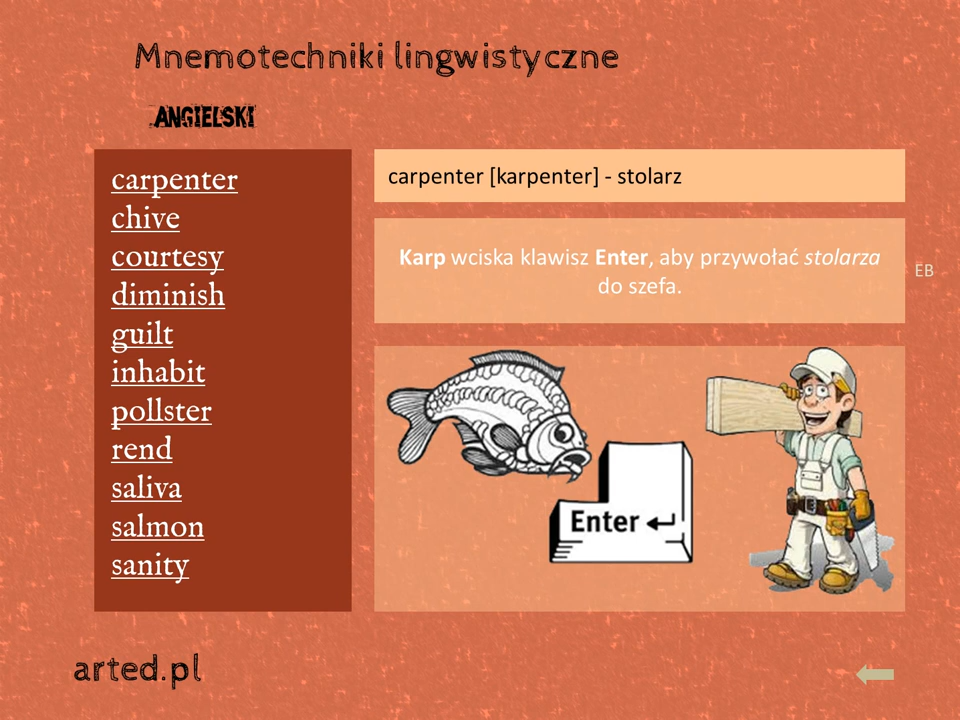 Mnemotechniki lingwistyczne
ANGIELSKI
carpenter
chive
courtesy
diminish
guilt
inhabit
pollster
rend
saliva
salmon
sanity
carpenter [karpenter] - stolarz
Karp wciska klawisz Enter, aby przywołać stolarza
do szefa.
EB
Enter
arted.pl